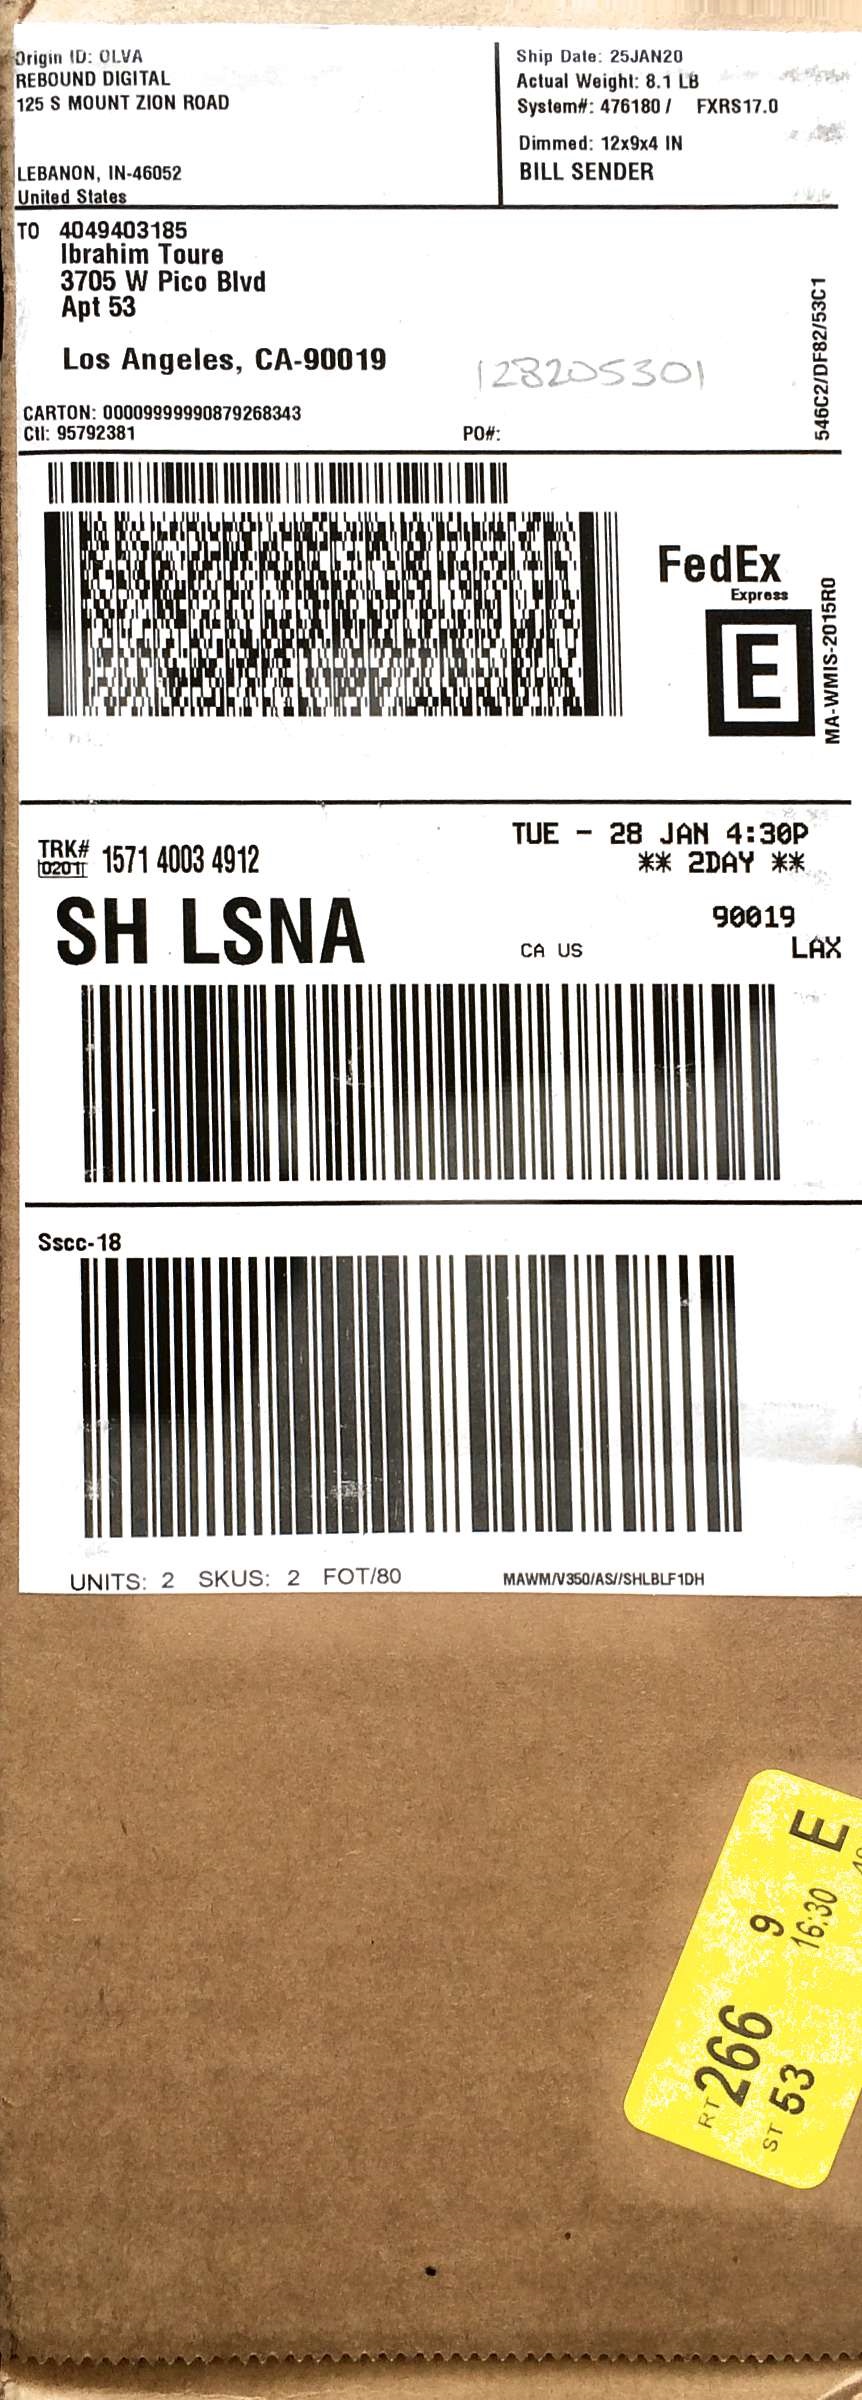 Origin ID: OLVA
REBOUND DIGITAL
125 S MOUNT ZION ROAD
LEBANON, IN-46052
United States
Ship Date: 25JAN20
Actual Weight: 8.1 LB
System#: 476180 / FXRS17.0
Dimmed: 12x9x4 IN
BILL SENDER
TO 4049403185
Ibrahim Toure
3705 W Pico Blvd
Apt 53
Los Angeles, CA-90019
128205301
CARTON: 00009999990879268343
Ctl: 95792381 PO#:
546C2/DF82/53C1
FedEx
Express
E
MA-WMIS-2015R0
TUE - 28 JAN 4:30P
** 2DAY **
TRK# 1571 4003 4912
0201
SH LSNA
90019
CA US LAX
Sscc-18
UNITS: 2 SKUS: 2 FOT/80 MAWM/V350/AS//SHLBLF1DH
RT 266 9 E
ST 53 16:30